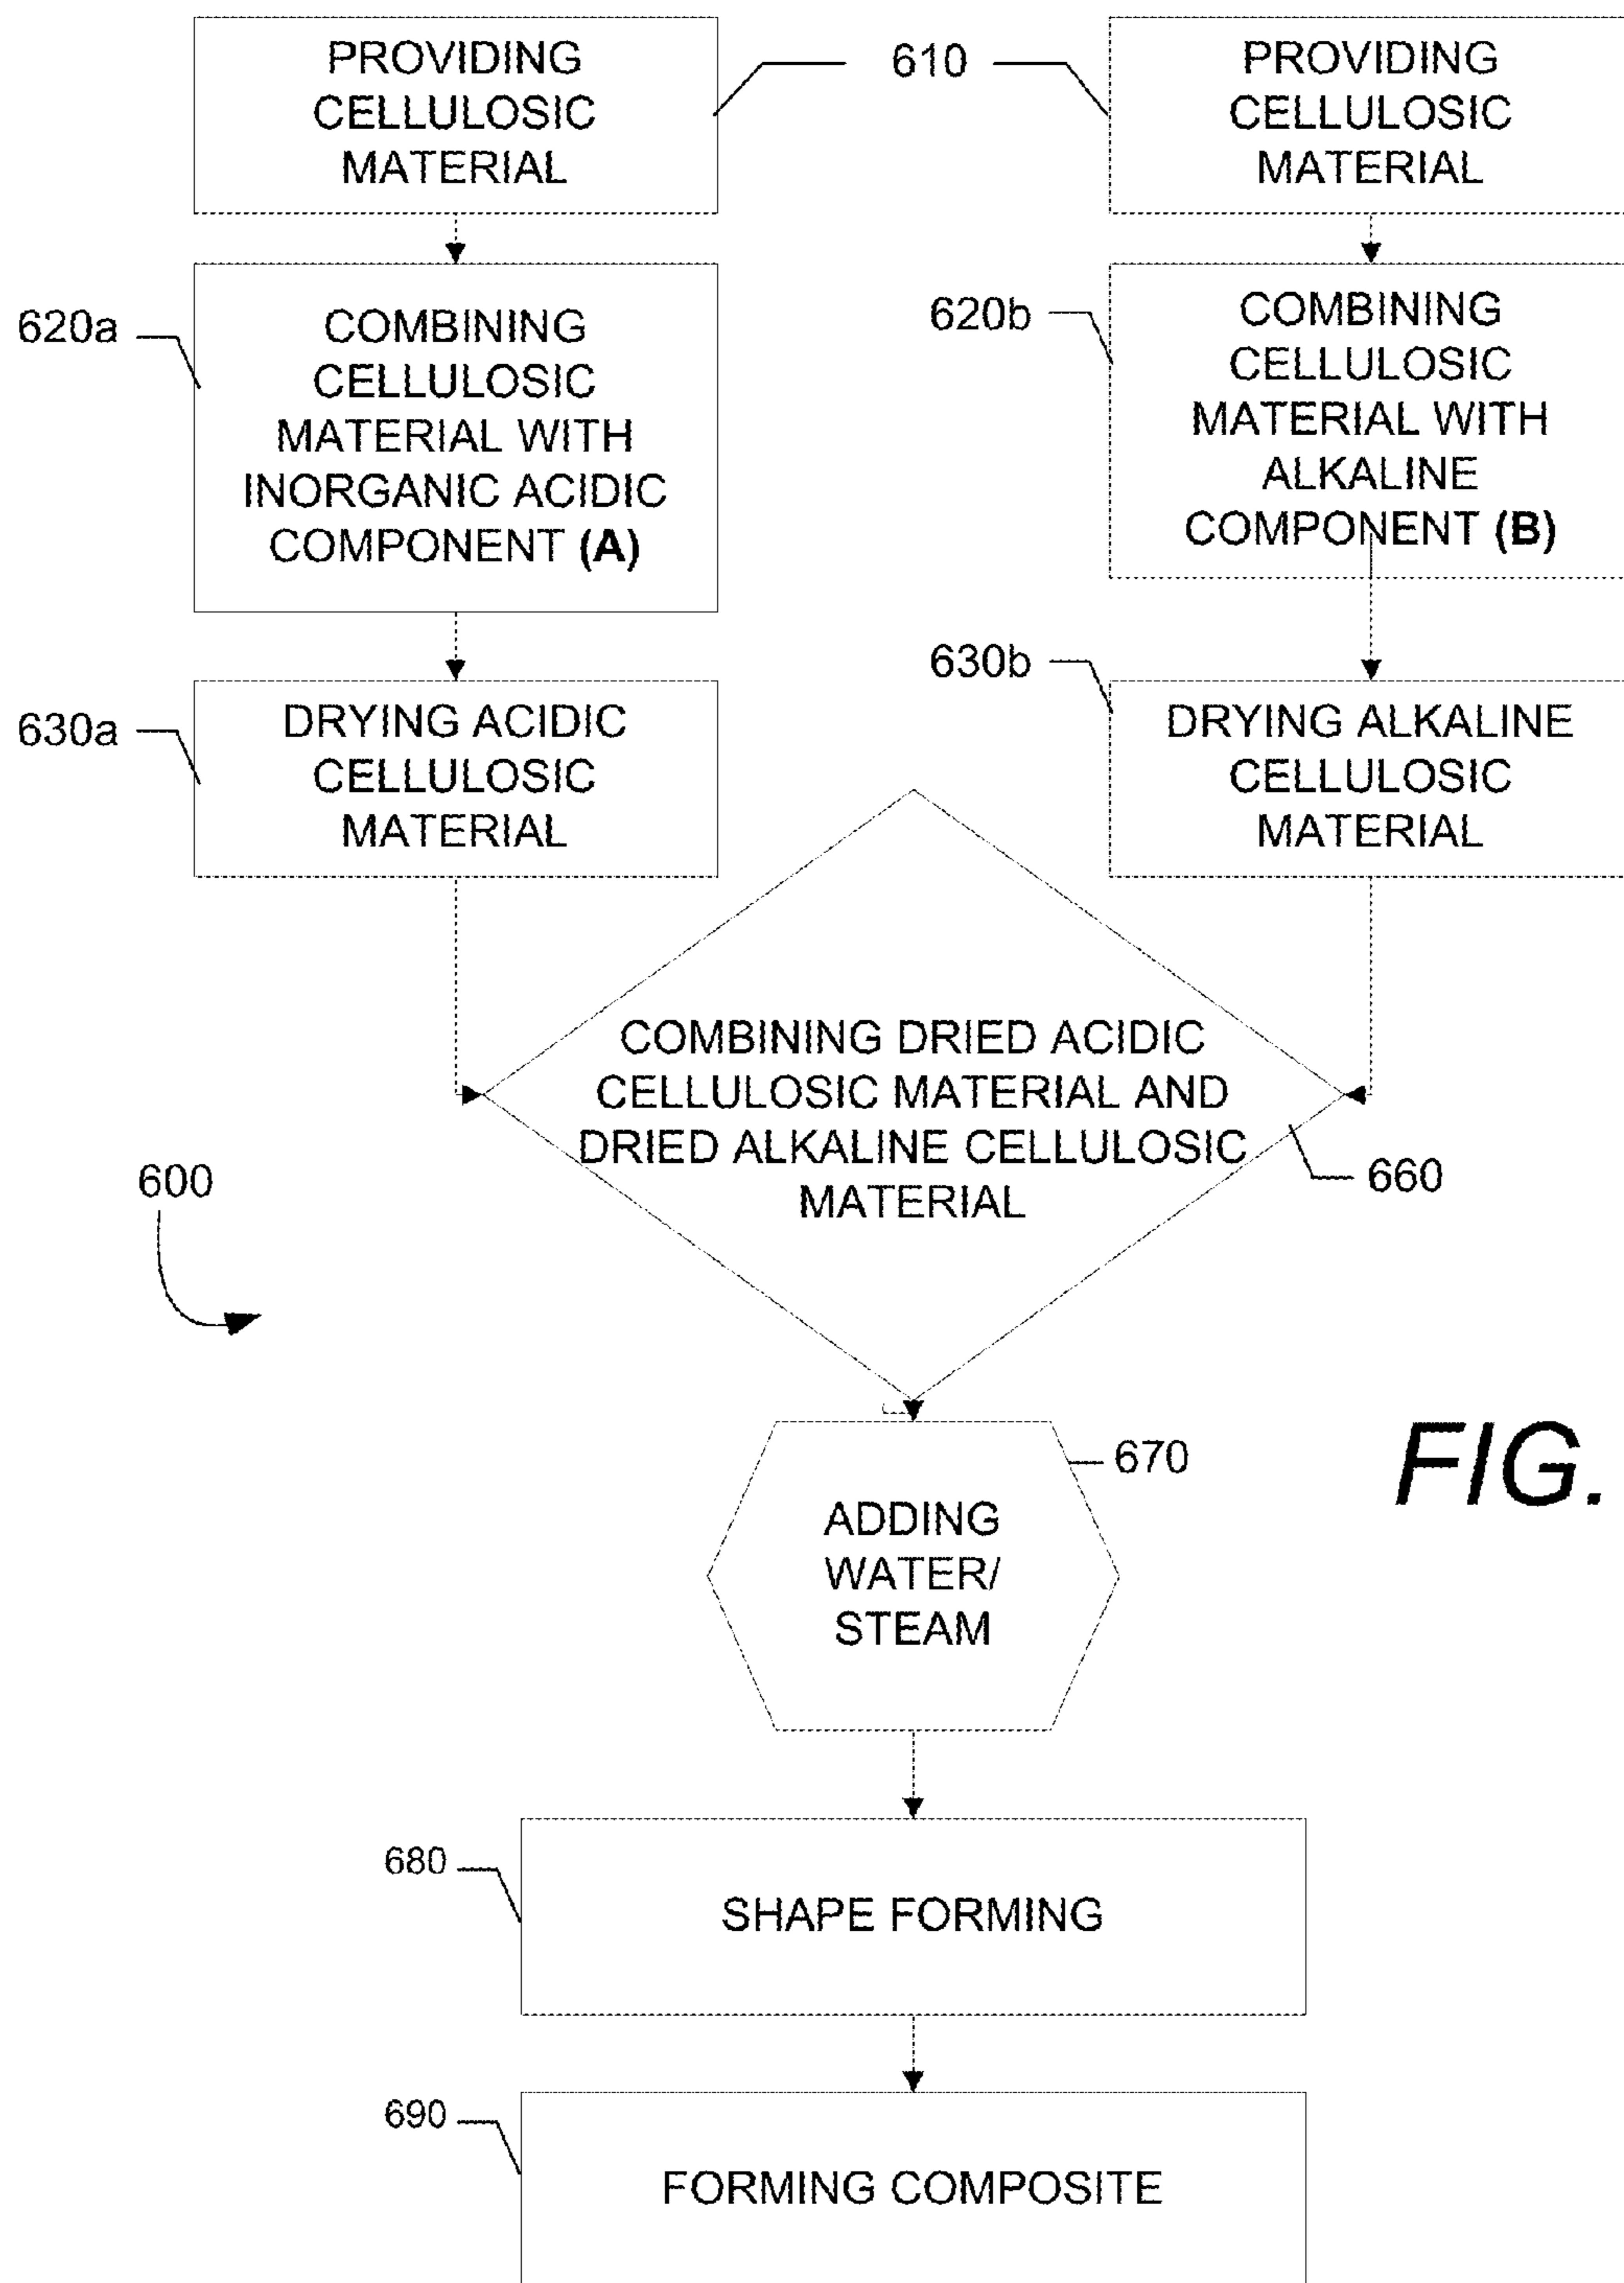 PROVIDING
CELLULOSIC
MATERIAL
610
PROVIDING
CELLULOSIC
MATERIAL
620a
COMBINING
CELLULOSIC
MATERIAL WITH
INORGANIC ACIDIC
COMPONENT (A)
620b
COMBINING
CELLULOSIC
MATERIAL WITH
ALKALINE
COMPONENT (B)
630a
DRYING ACIDIC
CELLULOSIC
MATERIAL
630b
DRYING ALKALINE
CELLULOSIC
MATERIAL
COMBINING DRIED ACIDIC
CELLULOSIC MATERIAL AND
DRIED ALKALINE CELLULOSIC
MATERIAL
660
600
670
ADDING
WATER/
STEAM
FIG.
680
SHAPE FORMING
690
FORMING COMPOSITE